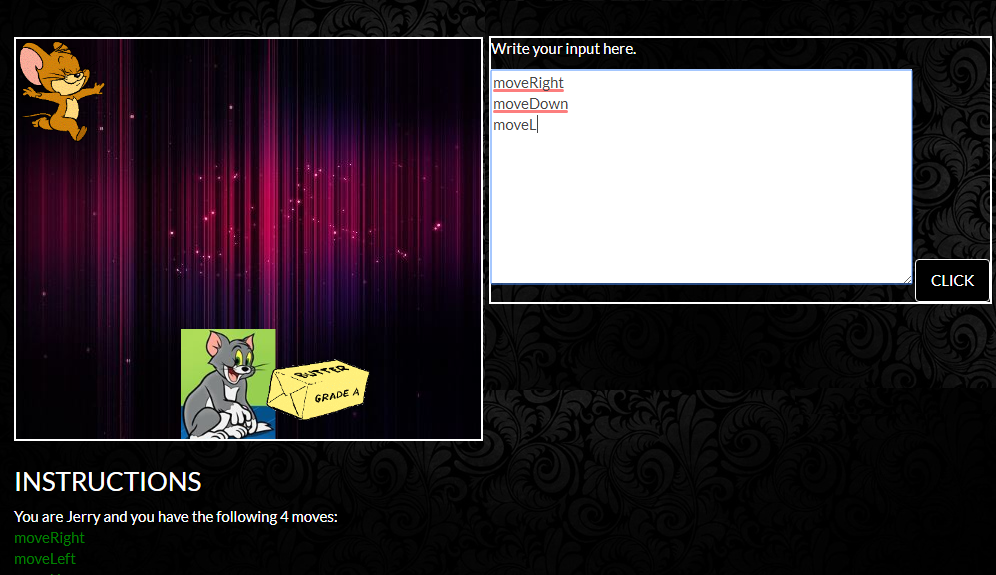 Write your input here.
moveRight
moveDown
moveL
CLICK
BUTTER
GRADE A
INSTRUCTIONS
You are Jerry and you have the following 4 moves:
moveRight
moveLeft